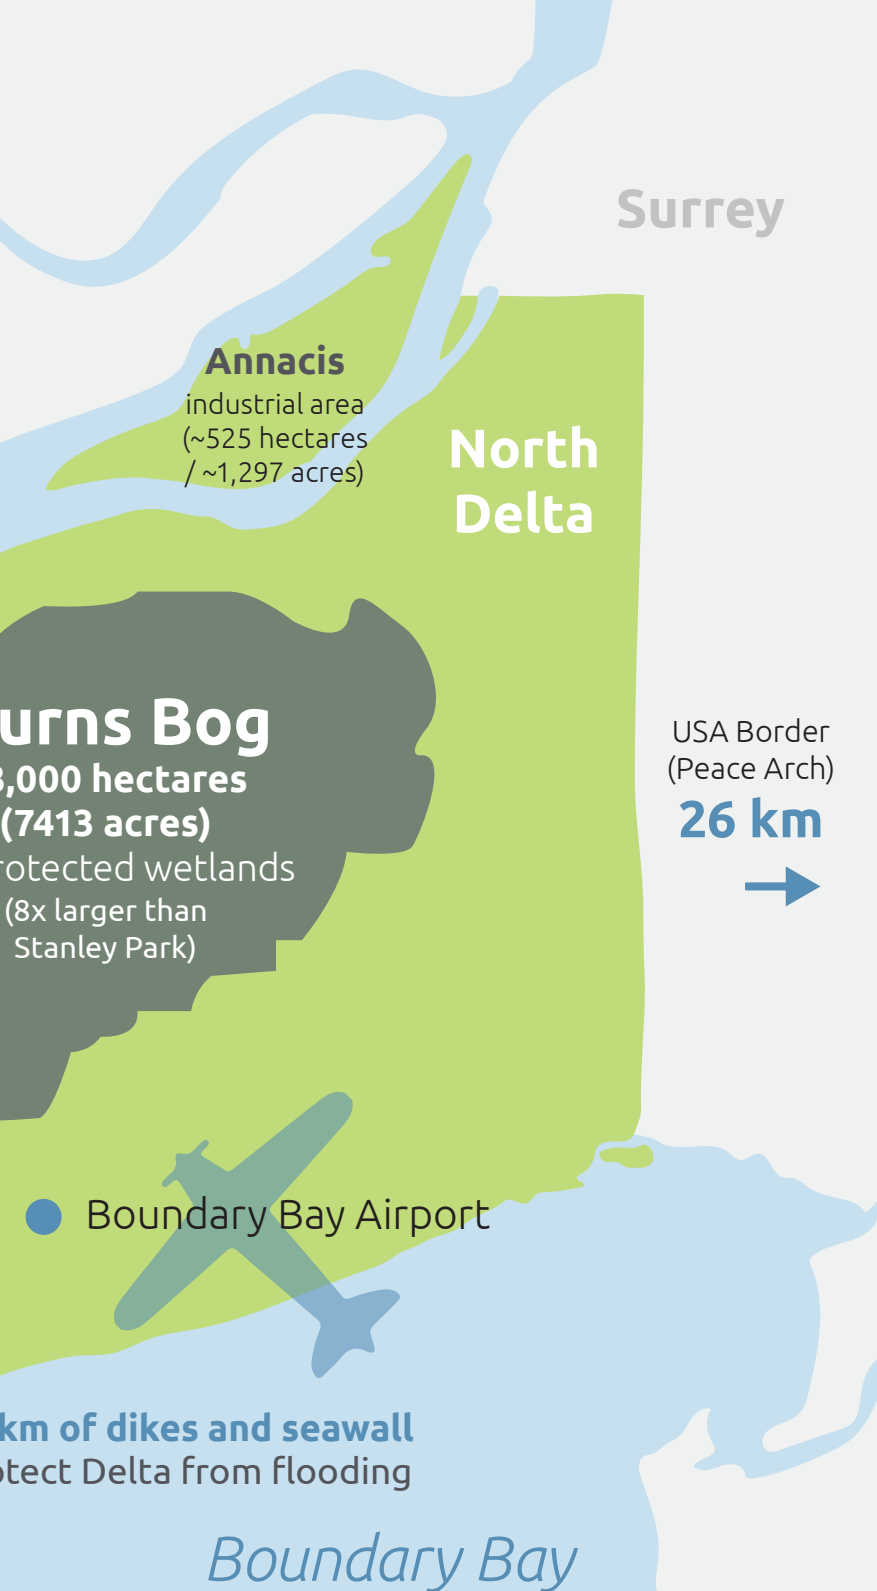 Surrey
Annacis
industrial area
(~525 hectares
/ ~1,297 acres)
North
Delta
urns Bog
,000 hectares
(7413 acres)
rotected wetlands
(8x larger than
Stanley Park)
USA Border
(Peace Arch)
26 km
Boundary Bay Airport
km of dikes and seawall
otect Delta from flooding
Boundary Bay